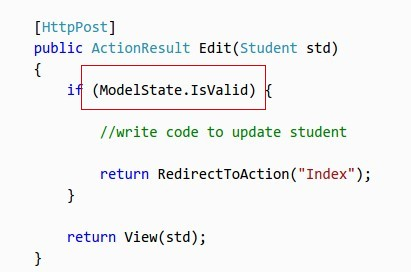 [HttpPost]
public ActionResult Edit(Student std)
{
if (ModelState.IsValid) {
//write code to update student
return RedirectToAction("Index");
}
return View(std);
}